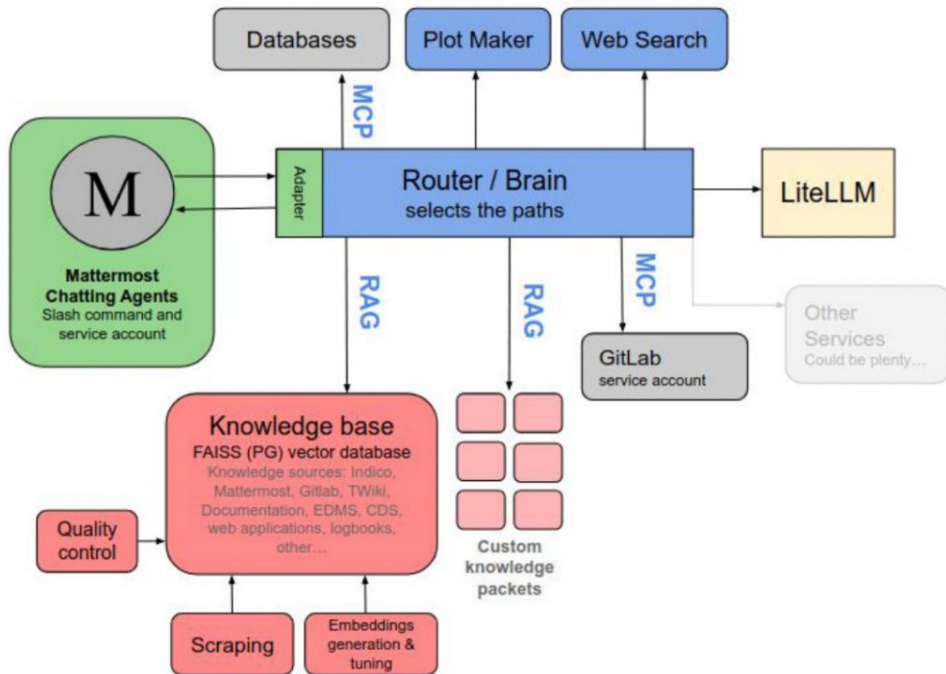 Databases
Plot Maker
Web Search
MCP
M
Mattermost
Chatting Agents
Slash command and
service account
Adapter
Router / Brain
selects the paths
LiteLLM
RAG
RAG
MCP
Other
Services
Could be plenty...
GitLab
service account
Knowledge base
FAISS (PG) vector database
Knowledge sources: Indico,
Mattermost, Gitlab, TWiki,
Documentation, EDMS, CDS,
web applications, logbooks,
other...
Quality
control
Custom
knowledge
packets
Scraping
Embeddings
generation &
tuning